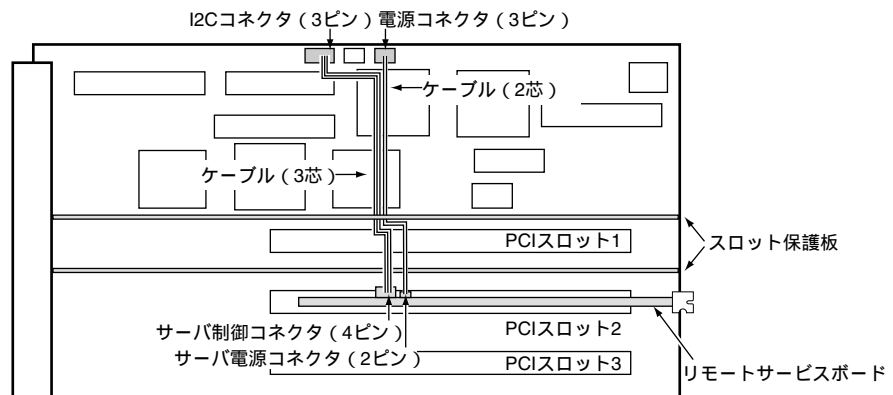 I2Cコネクタ（3ピン）電源コネクタ（3ピン）
ケーブル（2芯）
ケーブル（3芯）
PCIスロット1
スロット保護板
サーバ制御コネクタ（4ピン）
PCIスロット2
サーバ電源コネクタ（2ピン）
PCIスロット3
リモートサービスボード